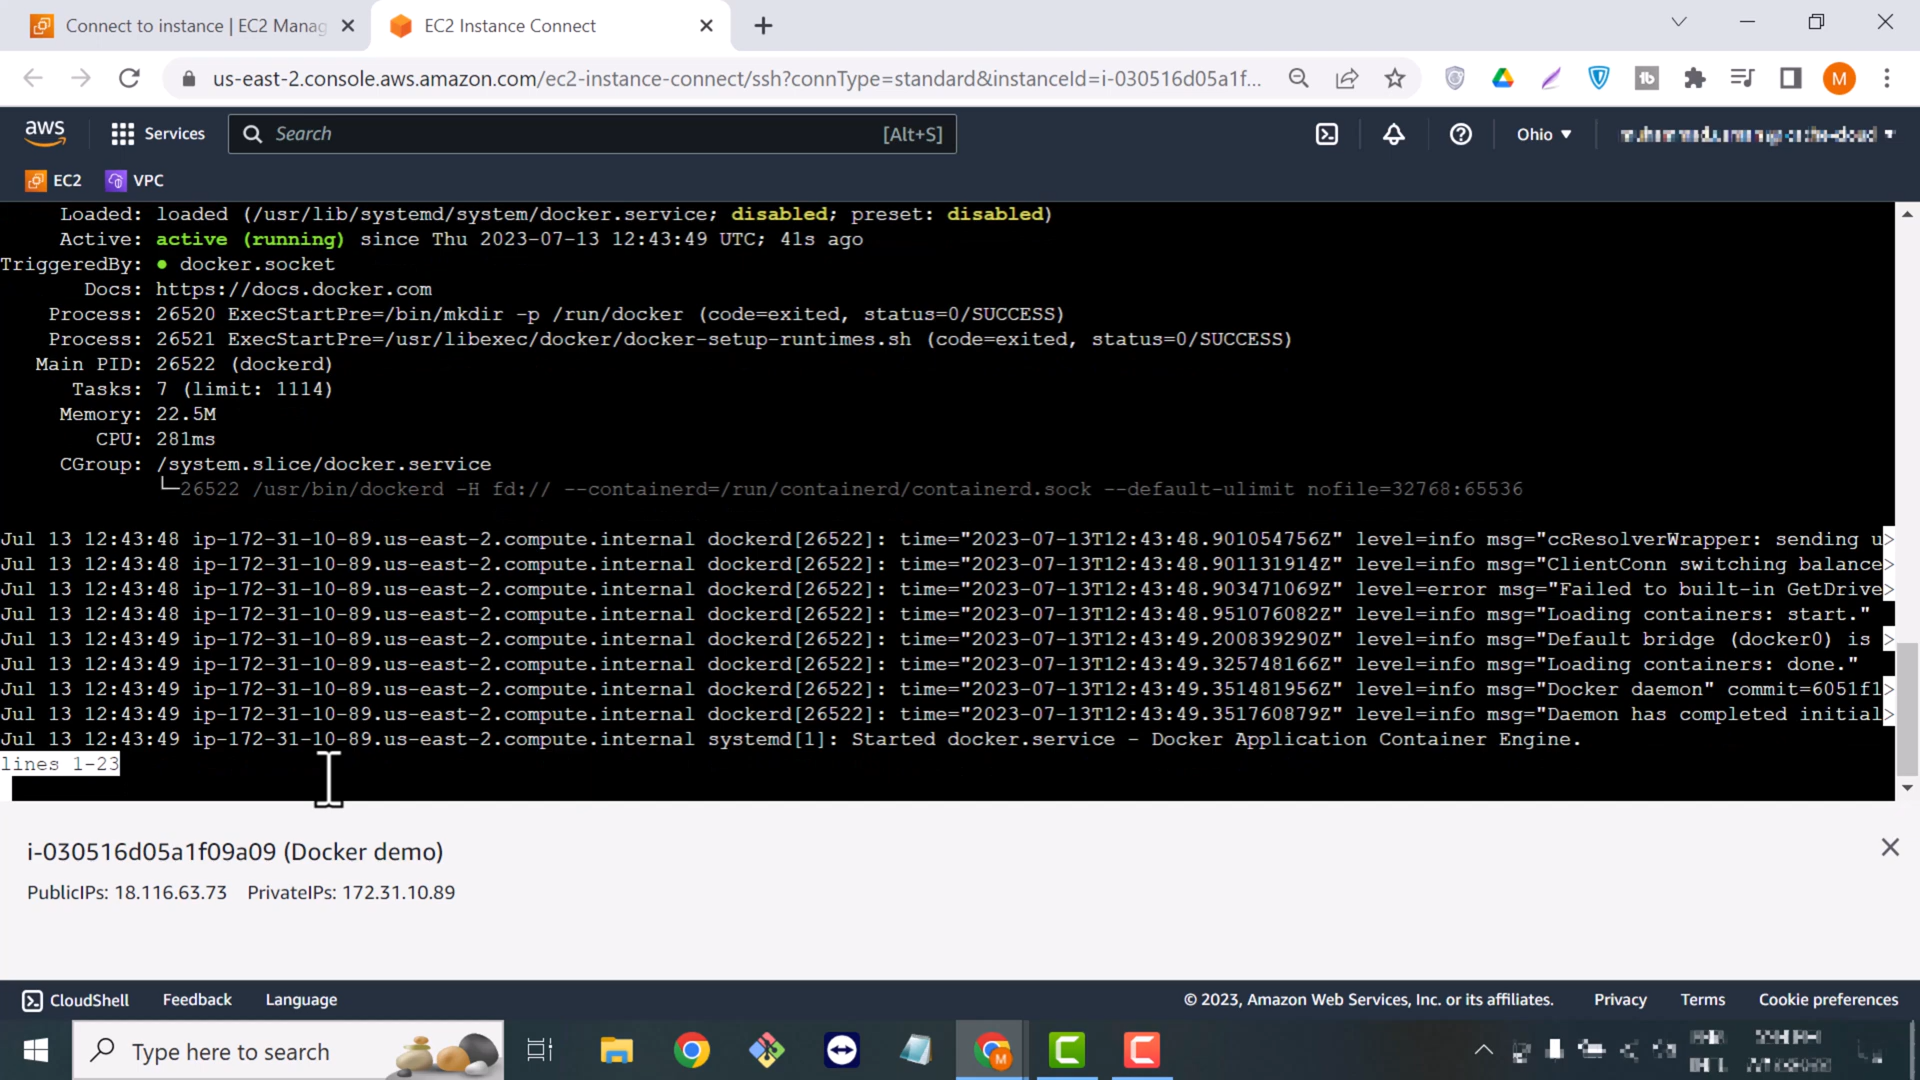 Connect to instance | EC2 Manag
EC2 Instance Connect
us-east-2.console.aws.amazon.com/ec2-instance-connect/ssh?connType=standard&instanceId=i-030516d05a1f...
M
aws
Services
Search
[Alt+S]
Ohio
EC2
VPC
Loaded: loaded (/usr/lib/systemd/system/docker.service; disabled; preset: disabled)
Active: active (running) since Thu 2023-07-13 12:43:49 UTC; 41s ago
TriggeredBy: ● docker.socket
Docs: https://docs.docker.com
Process: 26520 ExecStartPre=/bin/mkdir -p /run/docker (code=exited, status=0/SUCCESS)
Process: 26521 ExecStartPre=/usr/libexec/docker/docker-setup-runtimes.sh (code=exited, status=0/SUCCESS)
Main PID: 26522 (dockerd)
Tasks: 7 (limit: 1114)
Memory: 22.5M
CPU: 281ms
CGroup: /system.slice/docker.service
└─26522 /usr/bin/dockerd -H fd:// --containerd=/run/containerd/containerd.sock --default-ulimit nofile=32768:65536
Jul 13 12:43:48 ip-172-31-10-89.us-east-2.compute.internal dockerd[26522]: time="2023-07-13T12:43:48.901054756Z" level=info msg="ccResolverWrapper: sending u>
Jul 13 12:43:48 ip-172-31-10-89.us-east-2.compute.internal dockerd[26522]: time="2023-07-13T12:43:48.901131914Z" level=info msg="ClientConn switching balance>
Jul 13 12:43:48 ip-172-31-10-89.us-east-2.compute.internal dockerd[26522]: time="2023-07-13T12:43:48.903471069Z" level=error msg="Failed to built-in GetDrive>
Jul 13 12:43:48 ip-172-31-10-89.us-east-2.compute.internal dockerd[26522]: time="2023-07-13T12:43:48.951076082Z" level=info msg="Loading containers: start."
Jul 13 12:43:49 ip-172-31-10-89.us-east-2.compute.internal dockerd[26522]: time="2023-07-13T12:43:49.200839290Z" level=info msg="Default bridge (docker0) is >
Jul 13 12:43:49 ip-172-31-10-89.us-east-2.compute.internal dockerd[26522]: time="2023-07-13T12:43:49.325748166Z" level=info msg="Loading containers: done."
Jul 13 12:43:49 ip-172-31-10-89.us-east-2.compute.internal dockerd[26522]: time="2023-07-13T12:43:49.351481956Z" level=info msg="Docker daemon" commit=6051f1>
Jul 13 12:43:49 ip-172-31-10-89.us-east-2.compute.internal dockerd[26522]: time="2023-07-13T12:43:49.351760879Z" level=info msg="Daemon has completed initial>
Jul 13 12:43:49 ip-172-31-10-89.us-east-2.compute.internal systemd[1]: Started docker.service - Docker Application Container Engine.
lines 1-23
i-030516d05a1f09a09 (Docker demo)
PublicIPs: 18.116.63.73 PrivateIPs: 172.31.10.89
CloudShell
Feedback
Language
© 2023, Amazon Web Services, Inc. or its affiliates.
Privacy
Terms
Cookie preferences
Type here to search